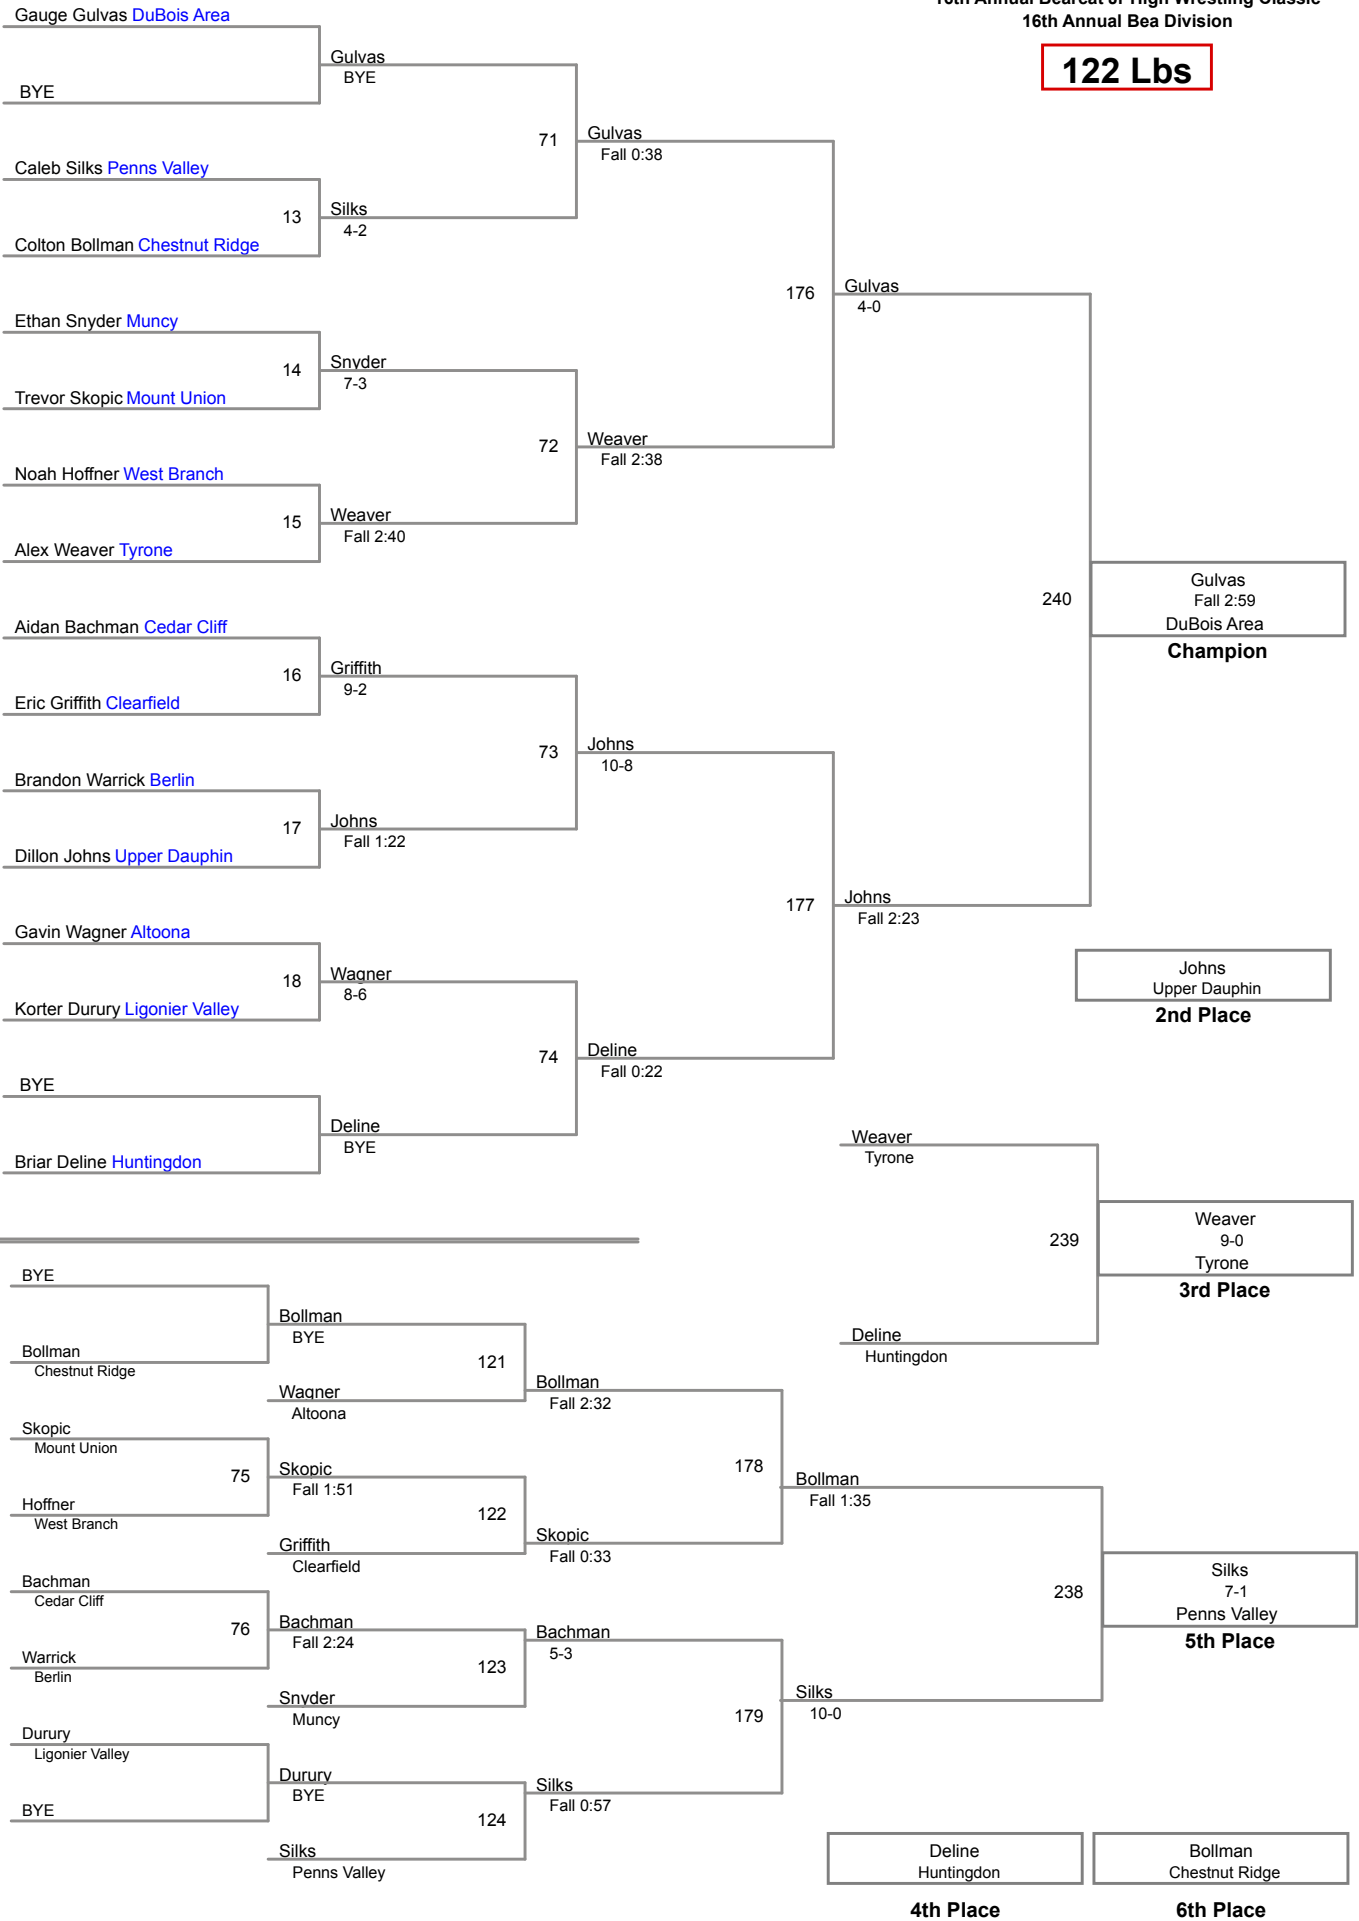 16th Annual Bearcat Jr High Wrestling Classic
16th Annual Bea Division
122 Lbs
Gauge Gulvas DuBois Area
BYE
Gulvas
BYE
Caleb Silks Penns Valley
13
Colton Bollman Chestnut Ridge
Silks
4-2
71
Gulvas
Fall 0:38
Ethan Snyder Muncy
14
Trevor Skopic Mount Union
Snyder
7-3
Noah Hoffner West Branch
15
Alex Weaver Tyrone
Weaver
Fall 2:40
72
Weaver
Fall 2:38
176
Gulvas
4-0
Aidan Bachman Cedar Cliff
16
Eric Griffith Clearfield
Griffith
9-2
Brandon Warrick Berlin
17
Dillon Johns Upper Dauphin
Johns
Fall 1:22
73
Johns
10-8
Gavin Wagner Altoona
18
Korter Durury Ligonier Valley
Wagner
8-6
BYE
Briar Deline Huntingdon
Deline
BYE
74
Deline
Fall 0:22
177
Johns
Fall 2:23
240
Gulvas
Fall 2:59
DuBois Area
Champion
Johns
Upper Dauphin
2nd Place
Weaver
Tyrone
239
Deline
Huntingdon
Weaver
9-0
Tyrone
3rd Place
BYE
Bollman
Chestnut Ridge
Bollman
BYE
121
Wagner
Altoona
Bollman
Fall 2:32
Skopic
Mount Union
75
Hoffner
West Branch
Skopic
Fall 1:51
122
Griffith
Clearfield
Skopic
Fall 0:33
178
Bollman
Fall 1:35
Bachman
Cedar Cliff
76
Warrick
Berlin
Bachman
Fall 2:24
123
Snyder
Muncy
Bachman
5-3
Durury
Ligonier Valley
BYE
Durury
BYE
124
Silks
Penns Valley
Silks
Fall 0:57
179
Silks
10-0
238
Silks
7-1
Penns Valley
5th Place
Deline
Huntingdon
4th Place
Bollman
Chestnut Ridge
6th Place